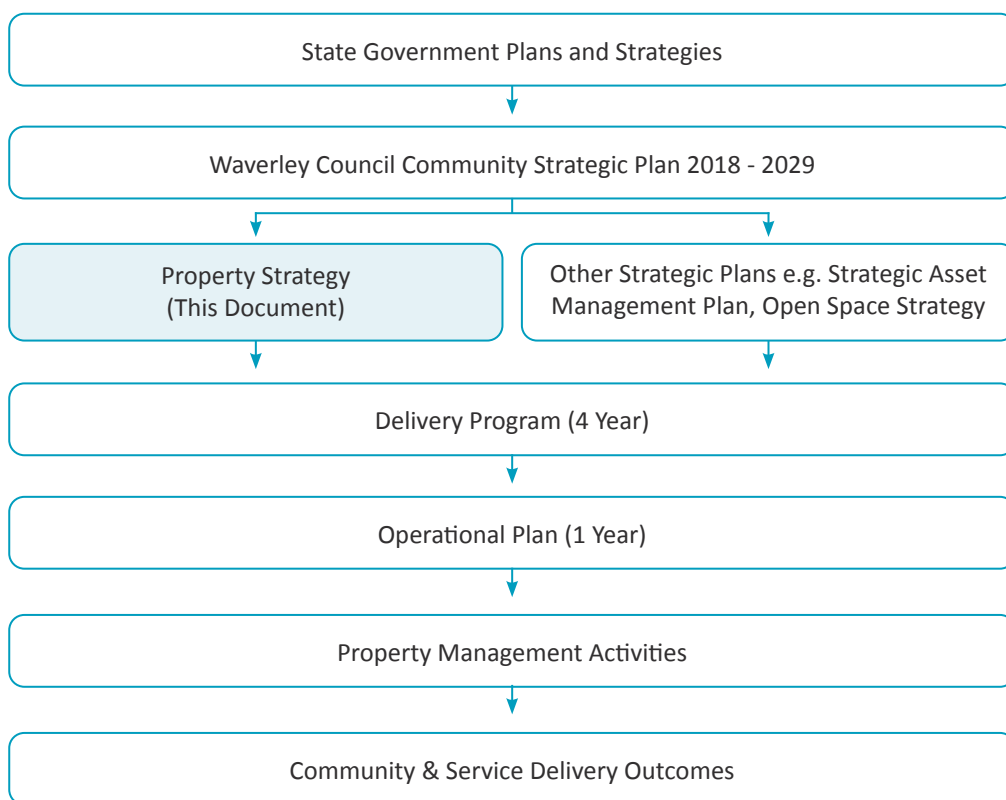 State Government Plans and Strategies
Waverley Council Community Strategic Plan 2018 - 2029
Property Strategy
(This Document)
Other Strategic Plans e.g. Strategic Asset
Management Plan, Open Space Strategy
Delivery Program (4 Year)
Operational Plan (1 Year)
Property Management Activities
Community & Service Delivery Outcomes